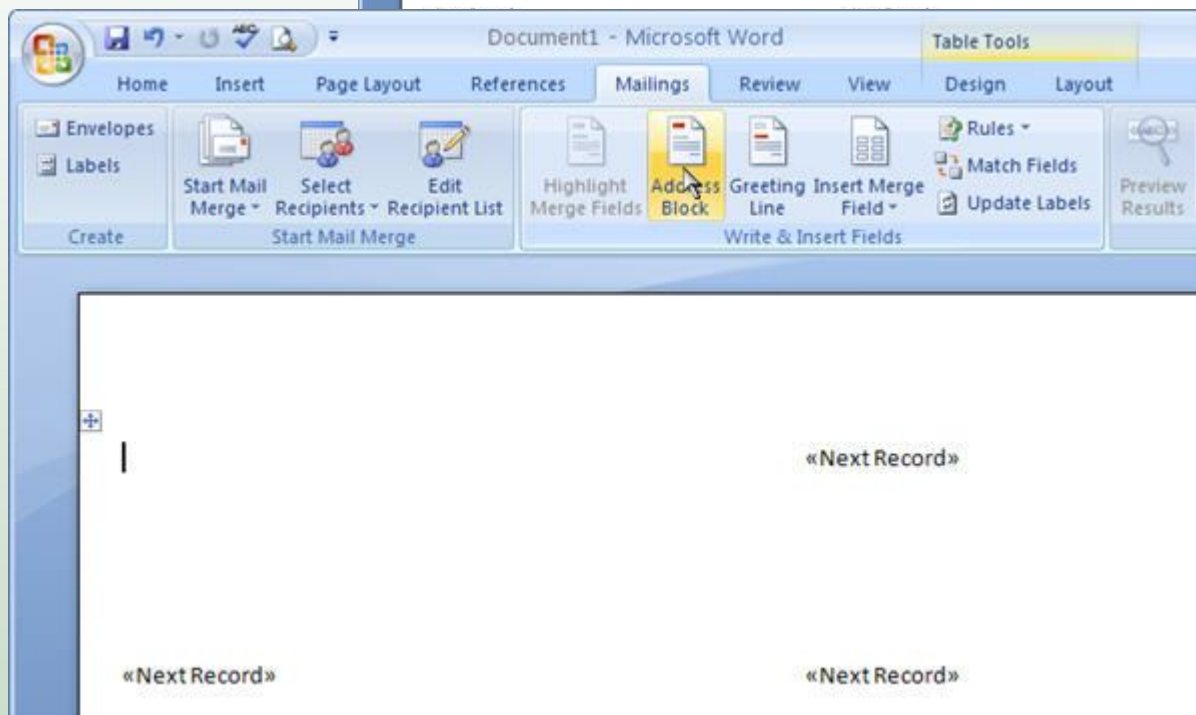 Document1 - Microsoft Word
Table Tools
Home Insert Page Layout References Mailings Review View Design Layout
Envelopes
Labels
Start Mail Merge
Select Recipients
Edit Recipient List
Highlight Merge Fields
Address Block
Greeting Line
Insert Merge Field
Rules
Match Fields
Update Labels
Preview Results
Create Start Mail Merge Write & Insert Fields
«Next Record»
«Next Record» «Next Record»